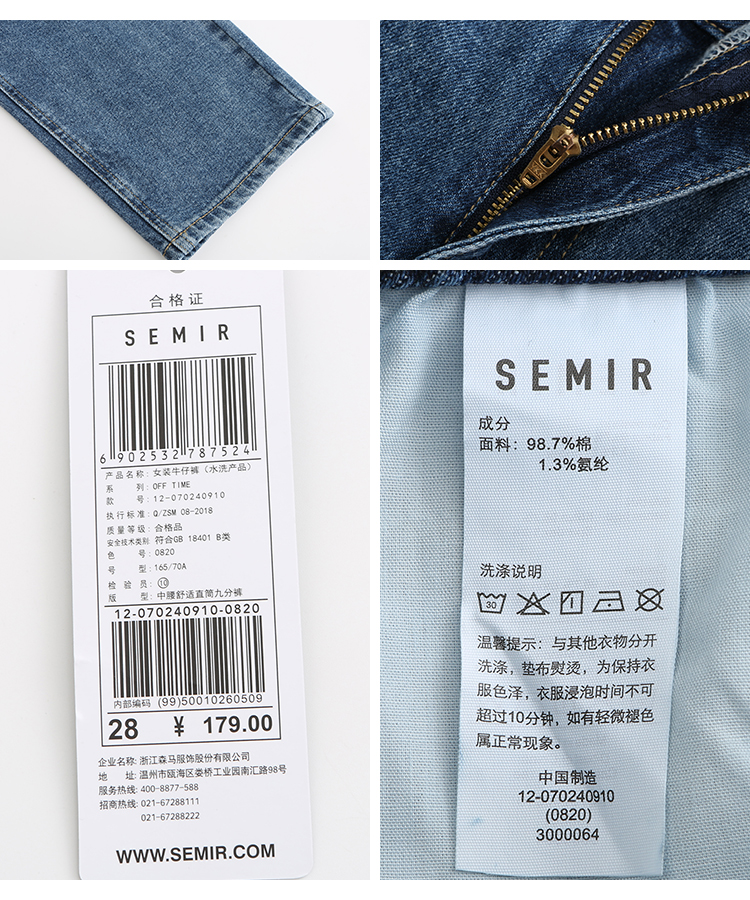 YKK
合格证
SEMIR
6 902532 787524
产品名称: 女装牛仔裤 (水洗产品)
系 列: OFF TIME
款 号: 12-070240910
执行标准: Q/ZSM 08-2018
质量等级: 合格品
安全技术类别: 符合GB 18401 B类
色 号: 0820
号 型: 165/70A
检 验 员: ⑩
版 型: 中腰舒适直筒九分裤
12-070240910-0820
内部编码 (99)50010260509
28 ¥ 179.00
企业名称: 浙江森马服饰股份有限公司
地 址: 温州市瓯海区娄桥工业园南汇路98号
服务热线: 400-8877-588
招商热线: 021-67288111
021-67288222
WWW.SEMIR.COM
SEMIR
成分
面料: 98.7%棉
1.3%氨纶
洗涤说明
30
温馨提示: 与其他衣物分开
洗涤, 垫布熨烫, 为保持衣
服色泽, 衣服浸泡时间不可
超过10分钟, 如有轻微褪色
属正常现象。
中国制造
12-070240910
(0820)
3000064